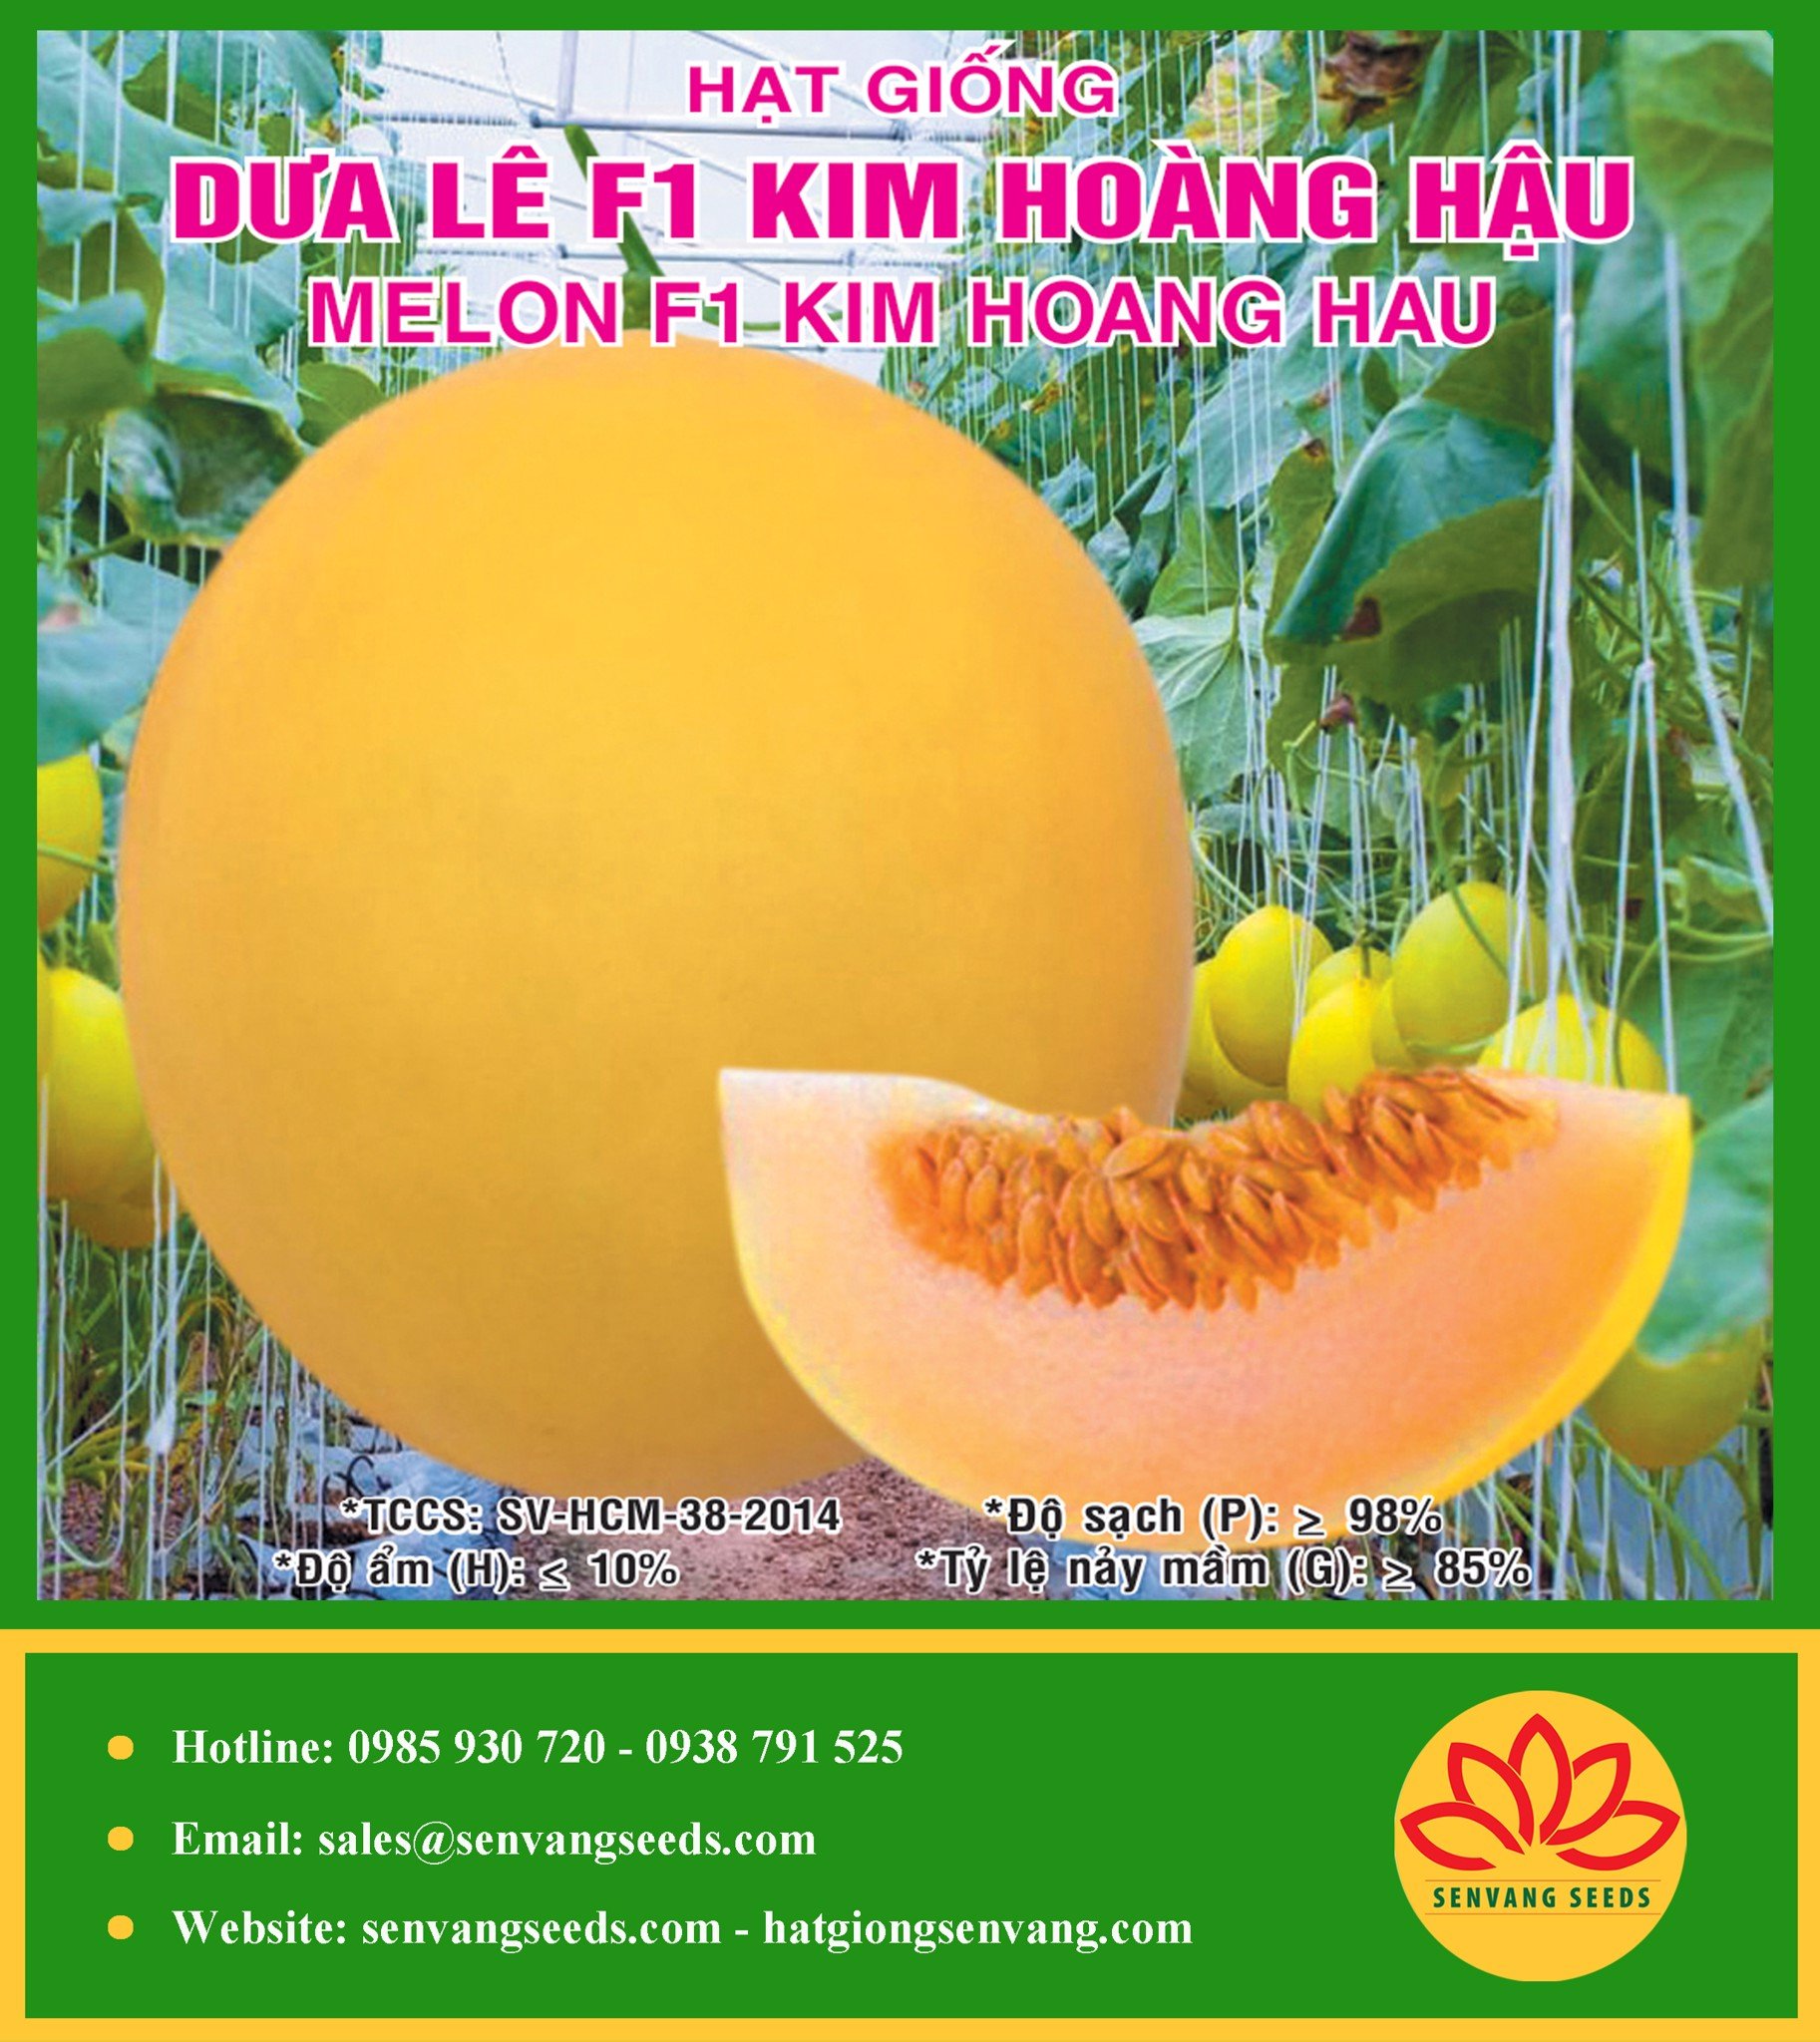 HẠT GIỐNG
DƯA LÊ F1 KIM HOÀNG HẬU
MELON F1 KIM HOANG HAU
*TCCS: SV-HCM-38-2014
*Độ sạch (P): ≥ 98%
*Độ ẩm (H): ≤ 10%
*Tỷ lệ nảy mầm (G): ≥ 85%
Hotline: 0985 930 720 - 0938 791 525
Email: sales@senvangseeds.com
Website: senvangseeds.com - hatgiongsenvang.com
SENVANG SEEDS